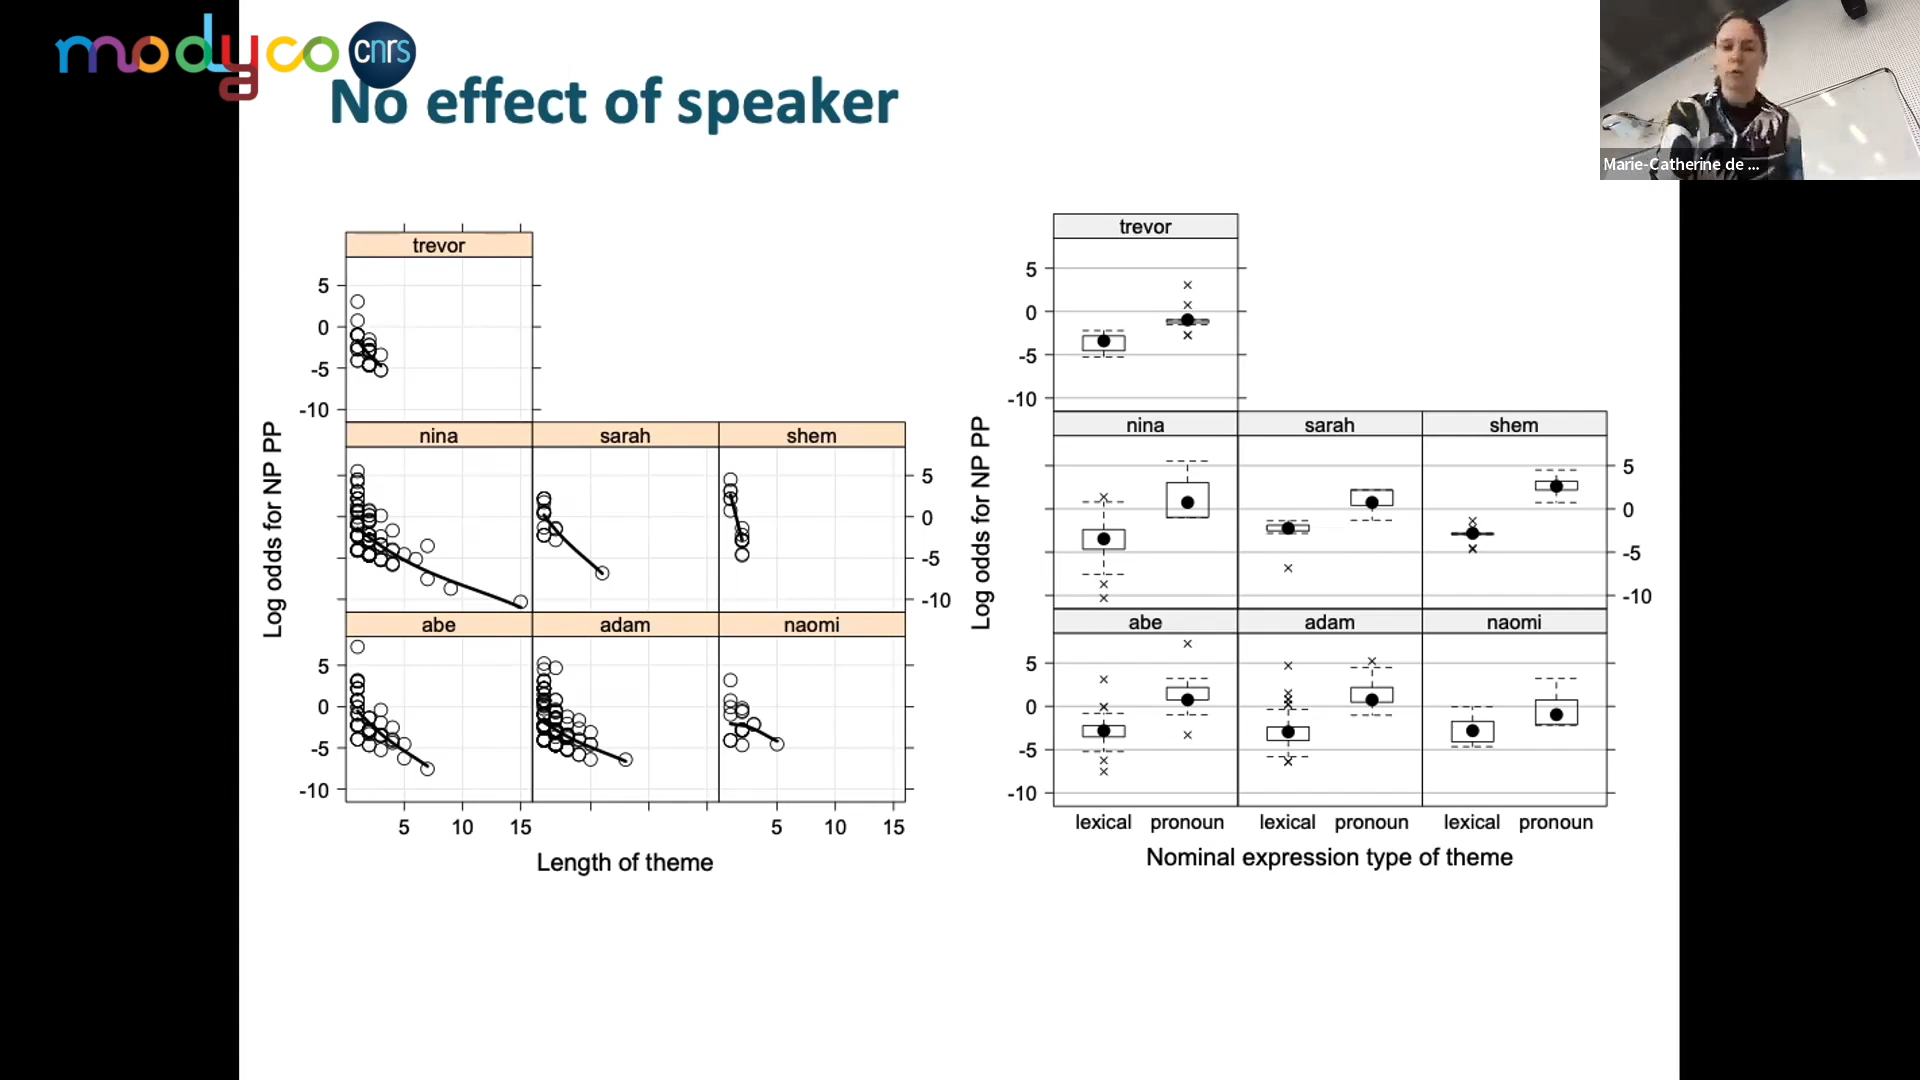 modyco cnrs
No effect of speaker
Marie-Catherine de ...
trevor
5
0
-5
-10
nina sarah shem
5
0
-5
-10
abe adam naomi
5
0
-5
-10
5 10 15 5 10 15
Length of theme
Log odds for NP PP
trevor
5
0
-5
-10
nina sarah shem
5
0
-5
-10
abe adam naomi
5
0
-5
-10
lexical pronoun lexical pronoun lexical pronoun
Nominal expression type of theme
Log odds for NP PP